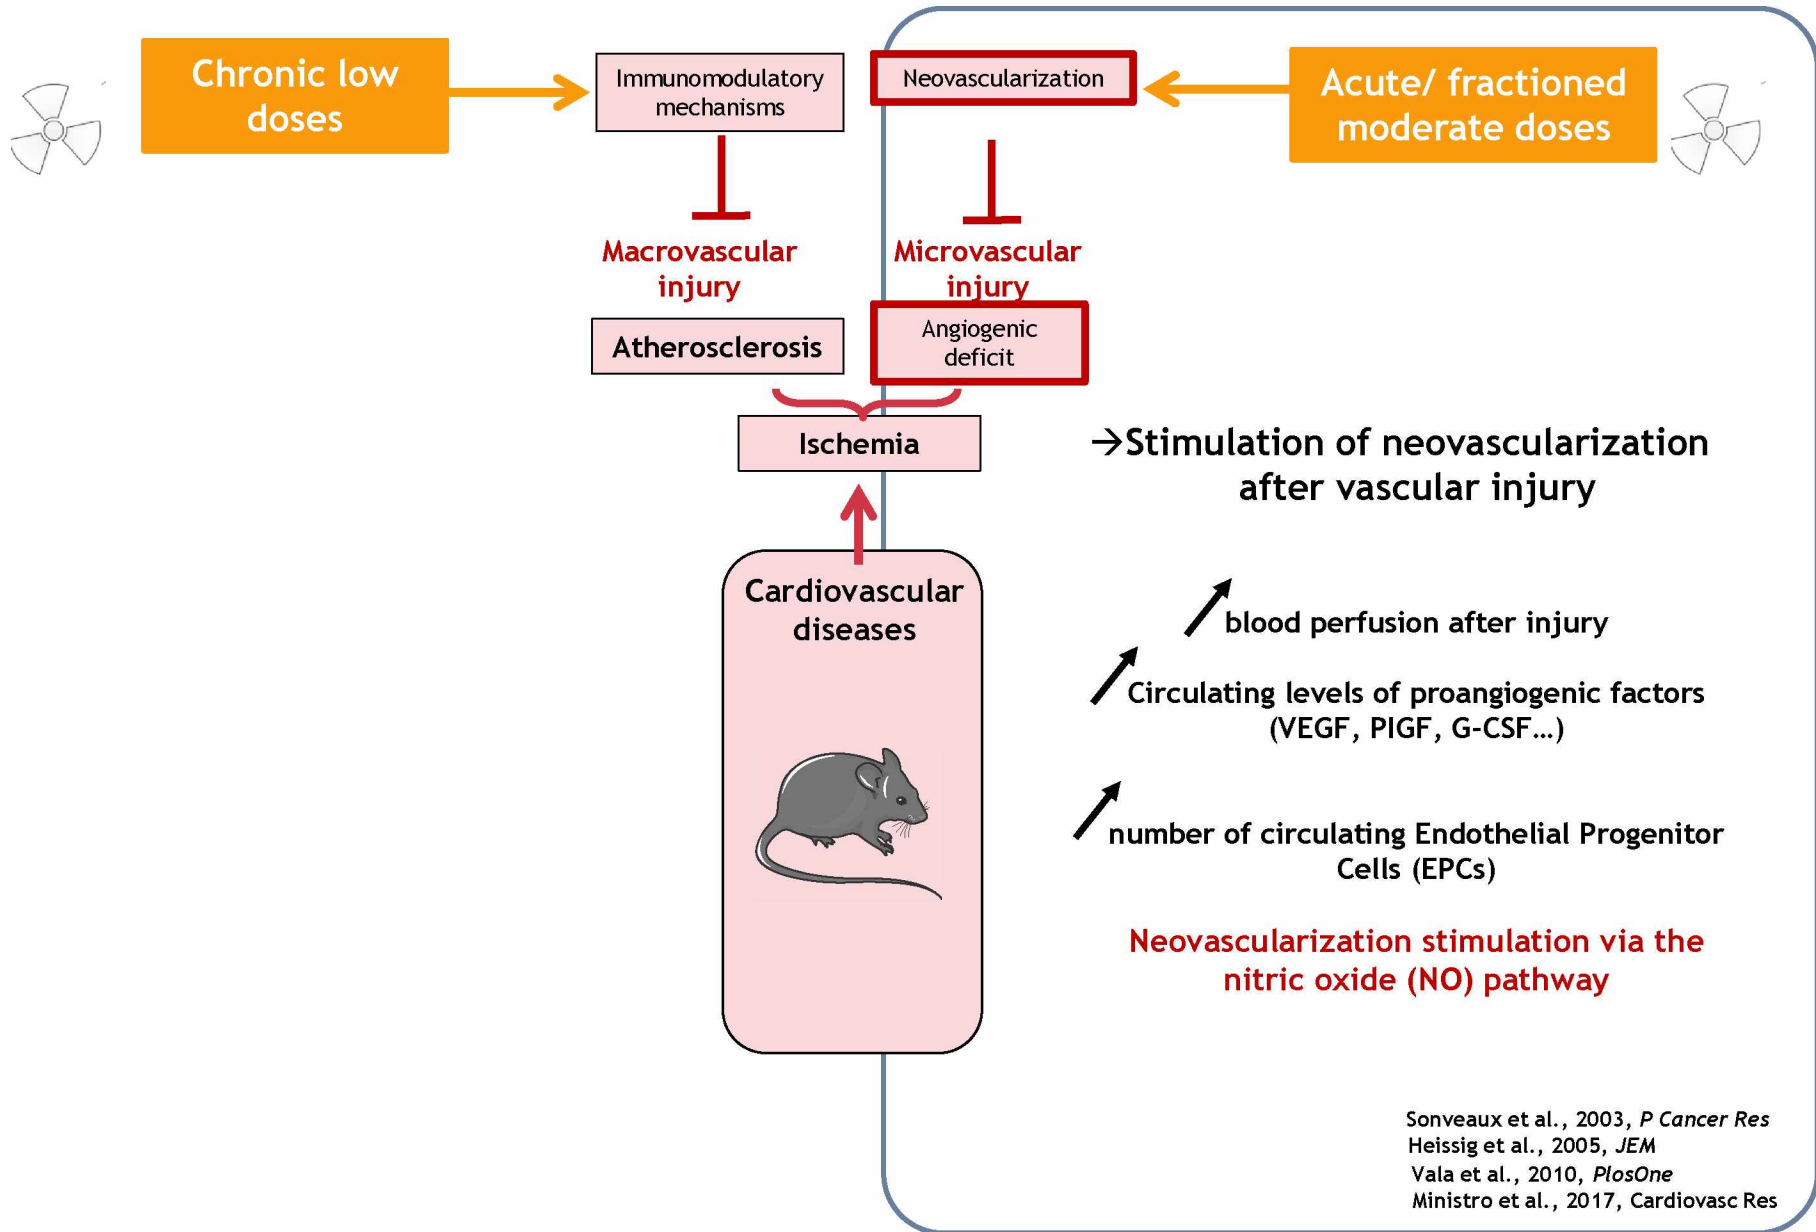 Chronic low
doses
Immunomodulatory
mechanisms
Neovascularization
Acute/ fractioned
moderate doses
Macrovascular
injury
Microvascular
injury
Atherosclerosis
Angiogenic
deficit
Ischemia
→Stimulation of neovascularization
after vascular injury
Cardiovascular
diseases
blood perfusion after injury
Circulating levels of proangiogenic factors
(VEGF, PIGF, G-CSF…)
number of circulating Endothelial Progenitor
Cells (EPCs)
Neovascularization stimulation via the
nitric oxide (NO) pathway
Sonveaux et al., 2003, P Cancer Res
Heissig et al., 2005, JEM
Vala et al., 2010, PlosOne
Ministro et al., 2017, Cardiovasc Res